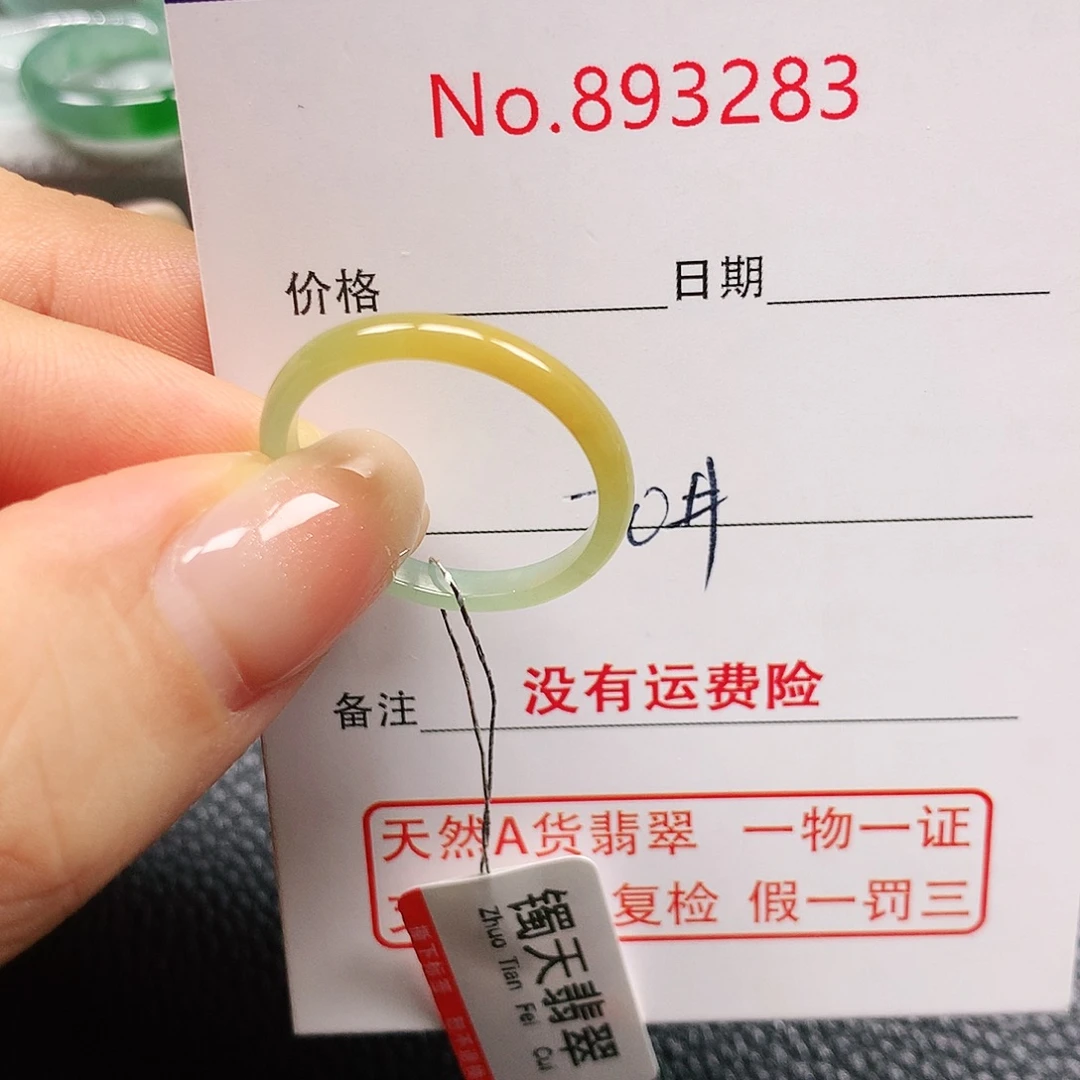 No.893283
价格 日期
备注 没有运费险
天然A货翡翠 一物一证
复检 假一罚三
镯天翡翠
Zhuo Tian Fei Cui